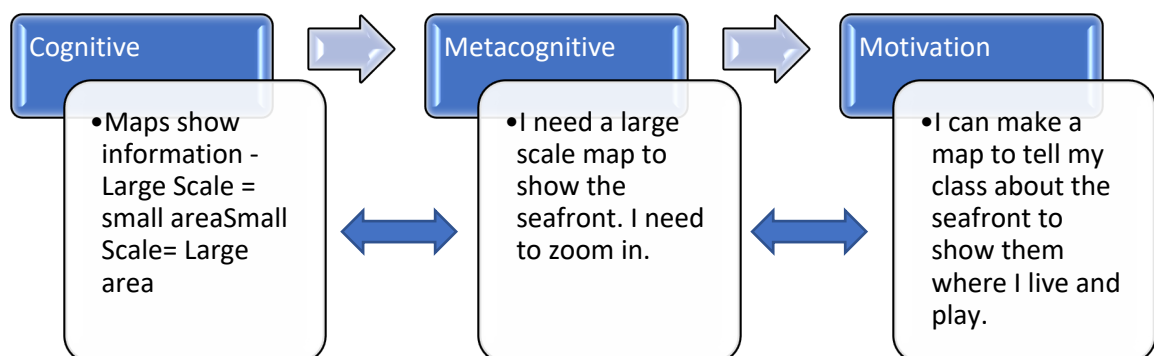 Cognitive
•Maps show
information -
Large Scale =
small areaSmall
Scale= Large
area
Metacognitive
•I need a large
scale map to
show the
seafront. I need
to zoom in.
Motivation
•I can make a
map to tell my
class about the
seafront to
show them
where I live and
play.